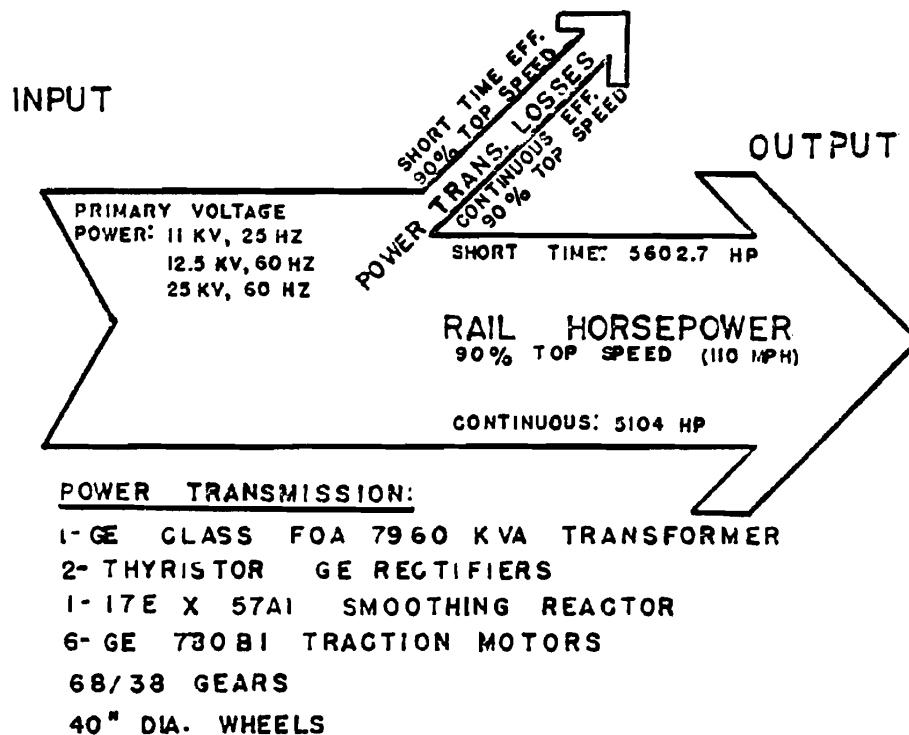 INPUT
OUTPUT
SHORT TIME EFF.
90% TOP SPEED
POWER TRANS. LOSSES
CONTINUOUS EFF.
90% TOP SPEED
PRIMARY VOLTAGE
POWER: 11 KV, 25 HZ
12.5 KV, 60 HZ
25 KV, 60 HZ
SHORT TIME: 5602.7 HP
RAIL HORSEPOWER
90% TOP SPEED (110 MPH)
CONTINUOUS: 5104 HP
POWER TRANSMISSION:
1-GE CLASS FOA 7960 KVA TRANSFORMER
2- THYRISTOR GE RECTIFIERS
1-17E X 57A1 SMOOTHING REACTOR
6- GE 730B1 TRACTION MOTORS
68/38 GEARS
40" DIA. WHEELS